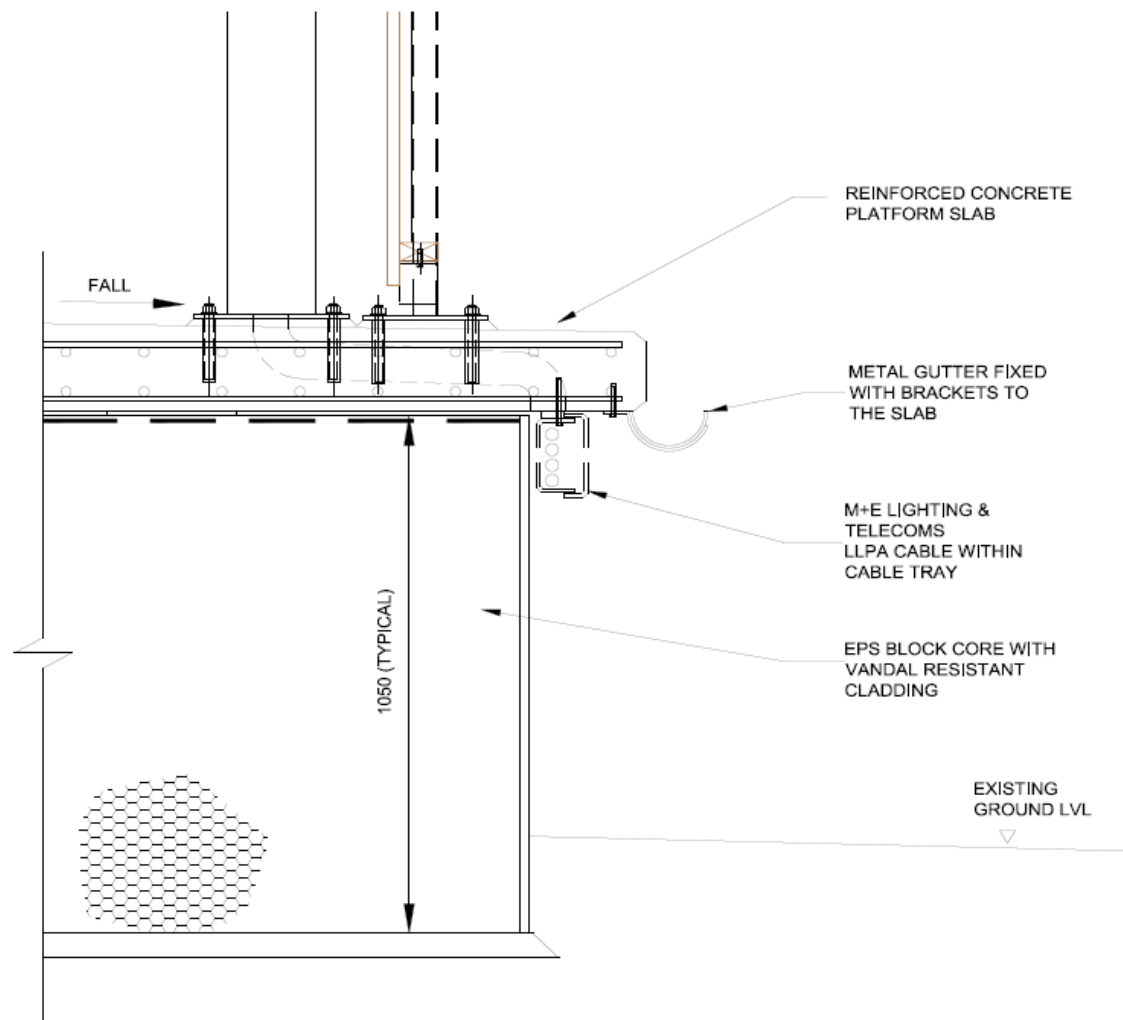 REINFORCED CONCRETE
PLATFORM SLAB
FALL
METAL GUTTER FIXED
WITH BRACKETS TO
THE SLAB
M+E LIGHTING &
TELECOMS
LLPA CABLE WITHIN
CABLE TRAY
1050 (TYPICAL)
EPS BLOCK CORE WITH
VANDAL RESISTANT
CLADDING
EXISTING
GROUND LVL